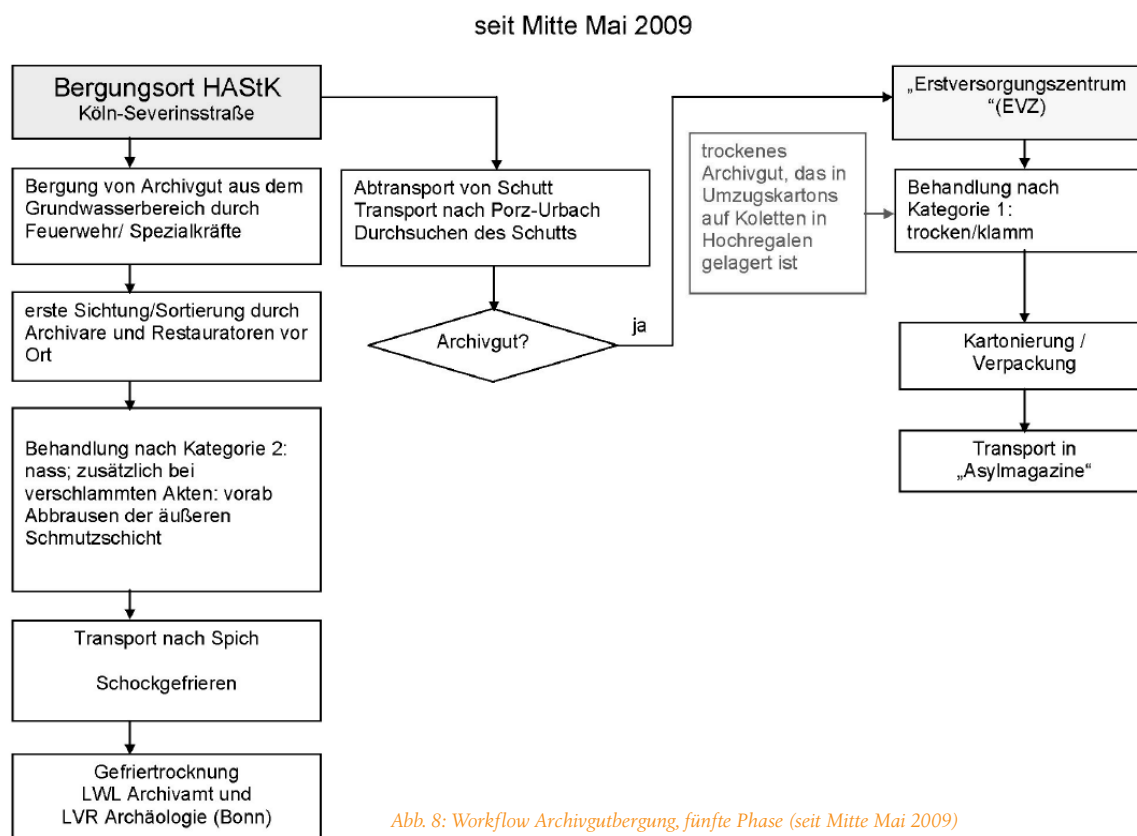 seit Mitte Mai 2009
Bergungsort HAStK
Köln-Severinsstraße
Bergung von Archivgut aus dem
Grundwasserbereich durch
Feuerwehr/ Spezialkräfte
erste Sichtung/Sortierung durch
Archivare und Restauratoren vor
Ort
Behandlung nach Kategorie 2:
nass; zusätzlich bei
verschlammten Akten: vorab
Abbrausen der äußeren
Schmutzschicht
Transport nach Spich
Schockgefrieren
Gefriertrocknung
LWL Archivamt und
LVR Archäologie (Bonn)
Abtransport von Schutt
Transport nach Porz-Urbach
Durchsuchen des Schutts
Archivgut?
ja
trockenes
Archivgut, das in
Umzugskartons
auf Koletten in
Hochregalen
gelagert ist
„Erstversorgungszentrum
“(EVZ)
Behandlung nach
Kategorie 1:
trocken/klamm
Kartonierung /
Verpackung
Transport in
„Asylmagazine“
Abb. 8: Workflow Archivgutbergung, fünfte Phase (seit Mitte Mai 2009)